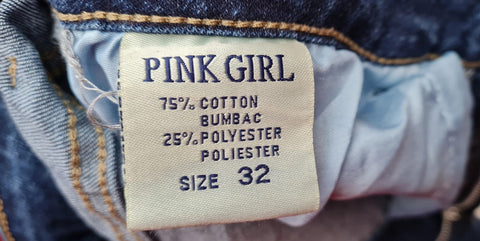 PINK GIRL
75% COTTON
BUMBAC
25% POLYESTER
POLIESTER
SIZE 32